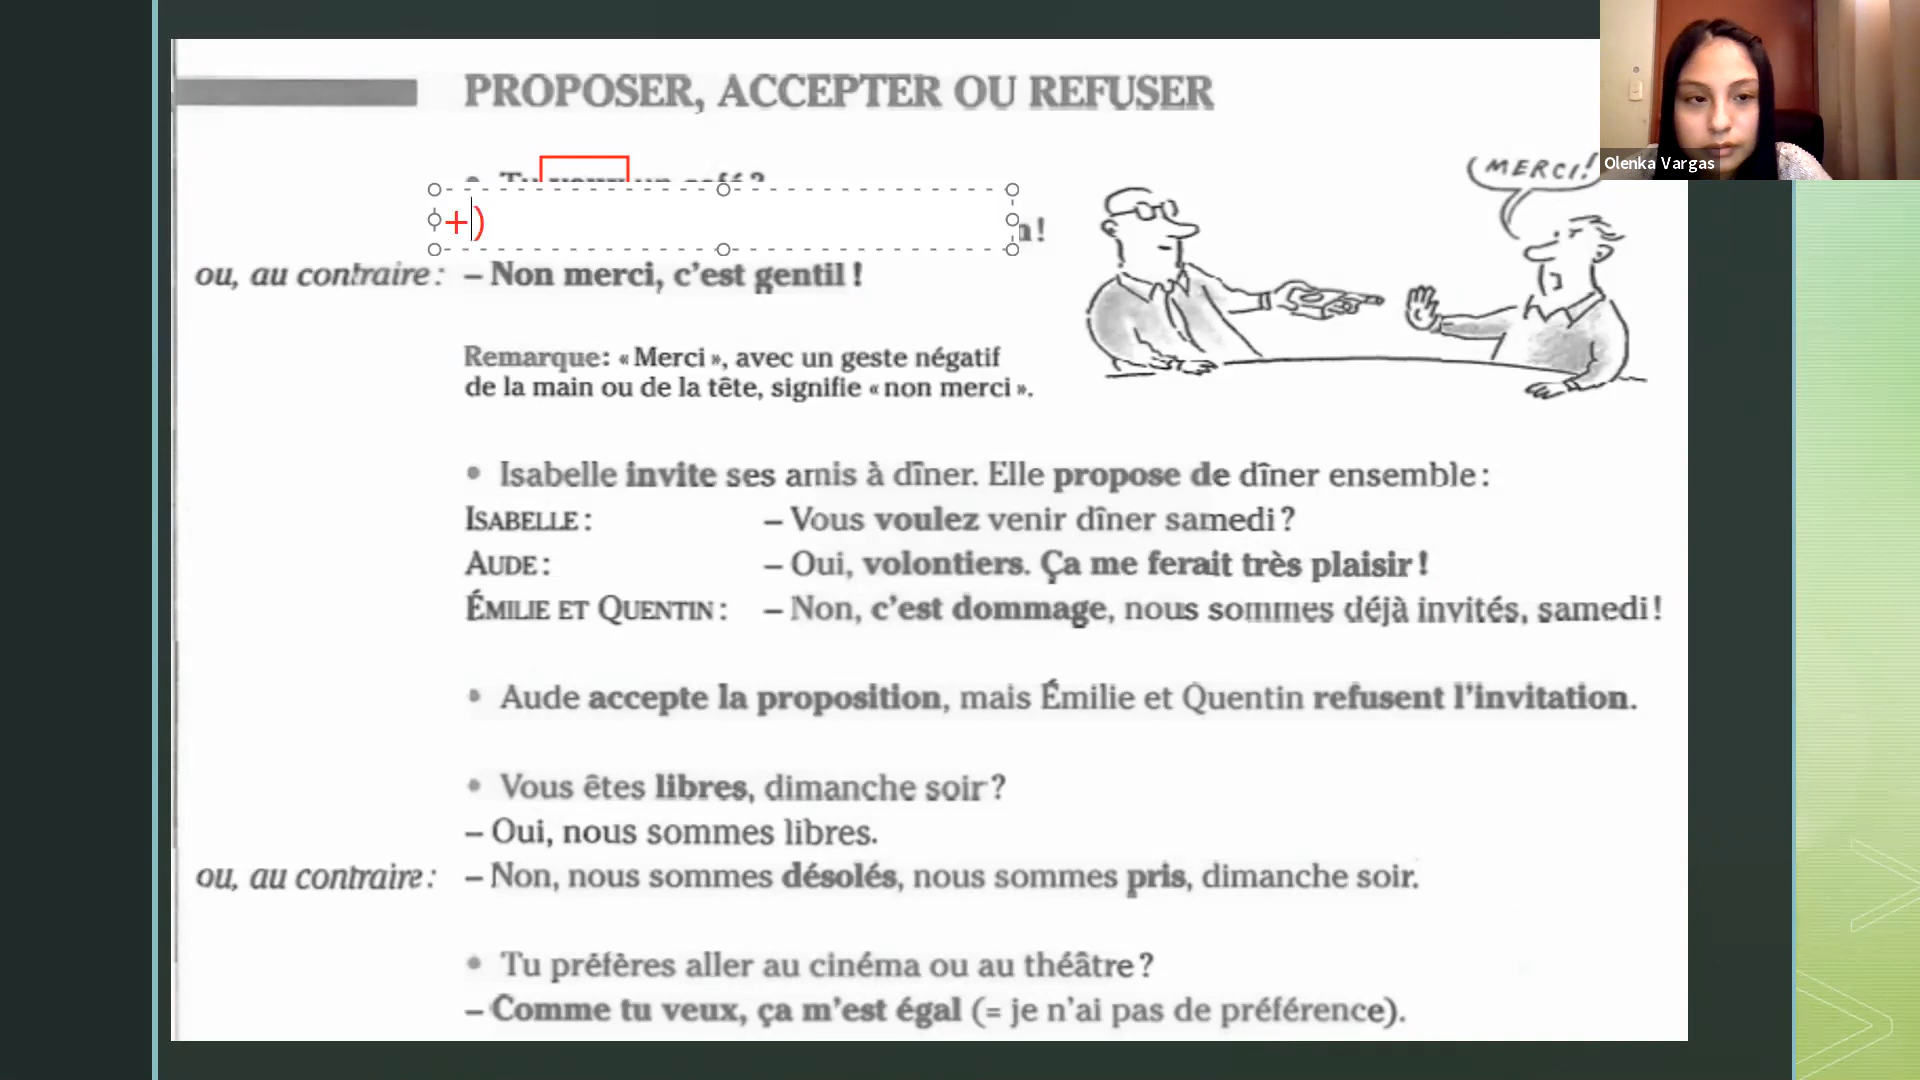 PROPOSER, ACCEPTER OU REFUSER
MERCI!
Olenka Vargas
• Tu veux un café ?
+)
!
ou, au contraire : – Non merci, c'est gentil !
Remarque : « Merci », avec un geste négatif
de la main ou de la tête, signifie « non merci ».
• Isabelle invite ses amis à dîner. Elle propose de dîner ensemble :
ISABELLE : – Vous voulez venir dîner samedi ?
AUDE : – Oui, volontiers. Ça me ferait très plaisir !
ÉMILIE ET QUENTIN : – Non, c'est dommage, nous sommes déjà invités, samedi !
• Aude accepte la proposition, mais Émilie et Quentin refusent l'invitation.
• Vous êtes libres, dimanche soir ?
– Oui, nous sommes libres.
ou, au contraire : – Non, nous sommes désolés, nous sommes pris, dimanche soir.
• Tu préfères aller au cinéma ou au théâtre ?
– Comme tu veux, ça m'est égal (= je n'ai pas de préférence).